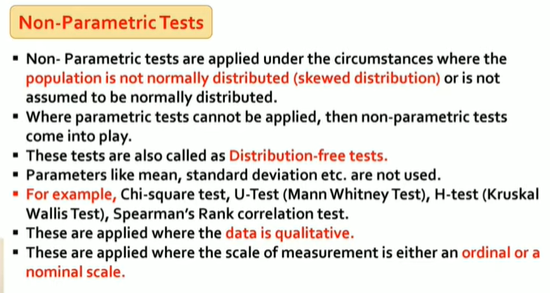 Non-Parametric Tests
▪ Non- Parametric tests are applied under the circumstances where the
population is not normally distributed (skewed distribution) or is not
assumed to be normally distributed.
▪ Where parametric tests cannot be applied, then non-parametric tests
come into play.
▪ These tests are also called as Distribution-free tests.
▪ Parameters like mean, standard deviation etc. are not used.
▪ For example, Chi-square test, U-Test (Mann Whitney Test), H-test (Kruskal
Wallis Test), Spearman's Rank correlation test.
▪ These are applied where the data is qualitative.
▪ These are applied where the scale of measurement is either an ordinal or a
nominal scale.